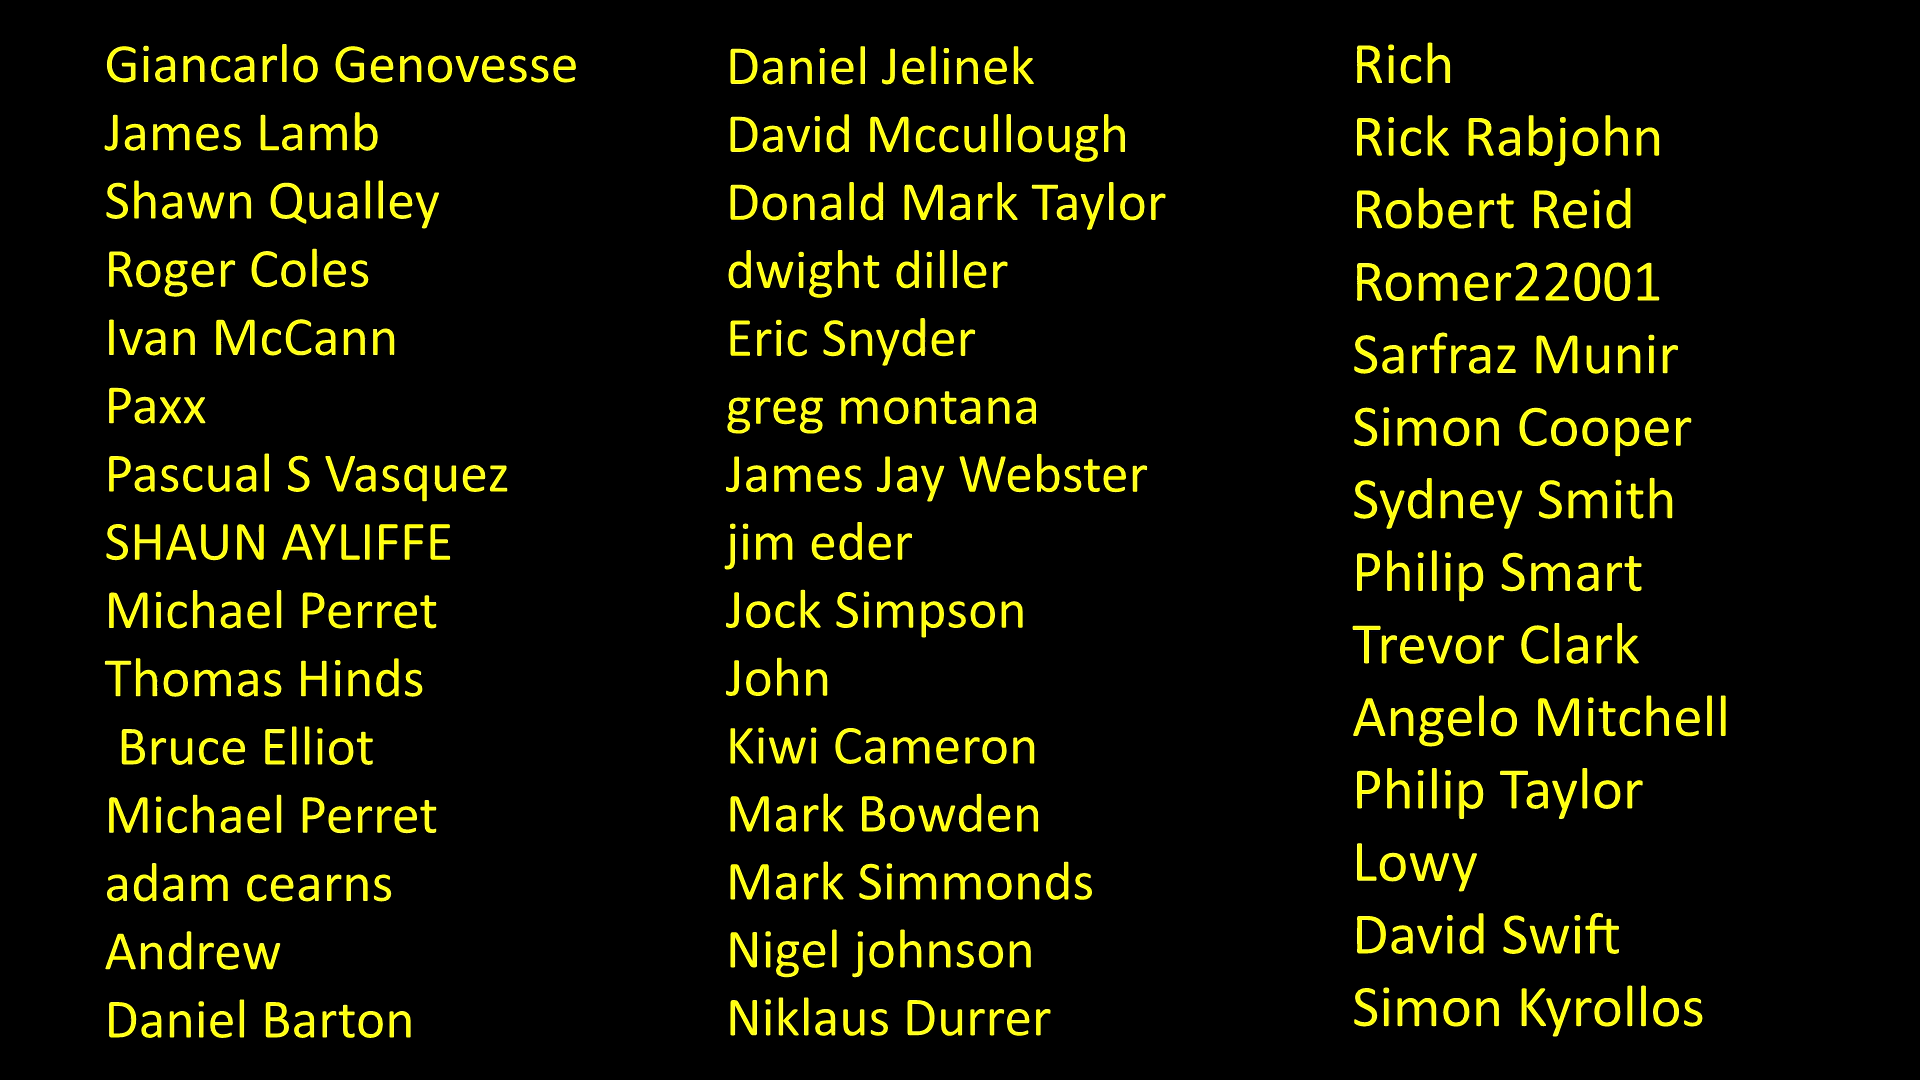 Giancarlo Genovesse
James Lamb
Shawn Qualley
Roger Coles
Ivan McCann
Paxx
Pascual S Vasquez
SHAUN AYLIFFE
Michael Perret
Thomas Hinds
Bruce Elliot
Michael Perret
adam cearns
Andrew
Daniel Barton
Daniel Jelinek
David Mccullough
Donald Mark Taylor
dwight diller
Eric Snyder
greg montana
James Jay Webster
jim eder
Jock Simpson
John
Kiwi Cameron
Mark Bowden
Mark Simmonds
Nigel johnson
Niklaus Durrer
Rich
Rick Rabjohn
Robert Reid
Romer22001
Sarfraz Munir
Simon Cooper
Sydney Smith
Philip Smart
Trevor Clark
Angelo Mitchell
Philip Taylor
Lowy
David Swift
Simon Kyrollos